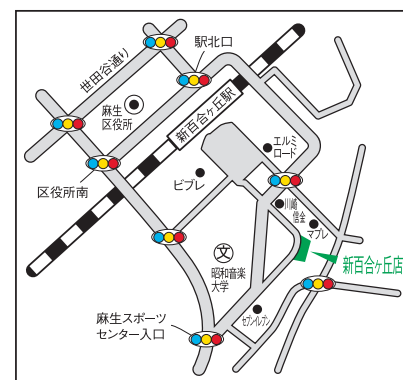 駅北口
世田谷通り
麻生
区役所
新百合ヶ丘駅
エルミ
ロード
区役所南
ビブレ
川崎
信金
マプレ
文
昭和音楽
大学
新百合ヶ丘店
麻生スポーツ
センター入口
セブンイレブン